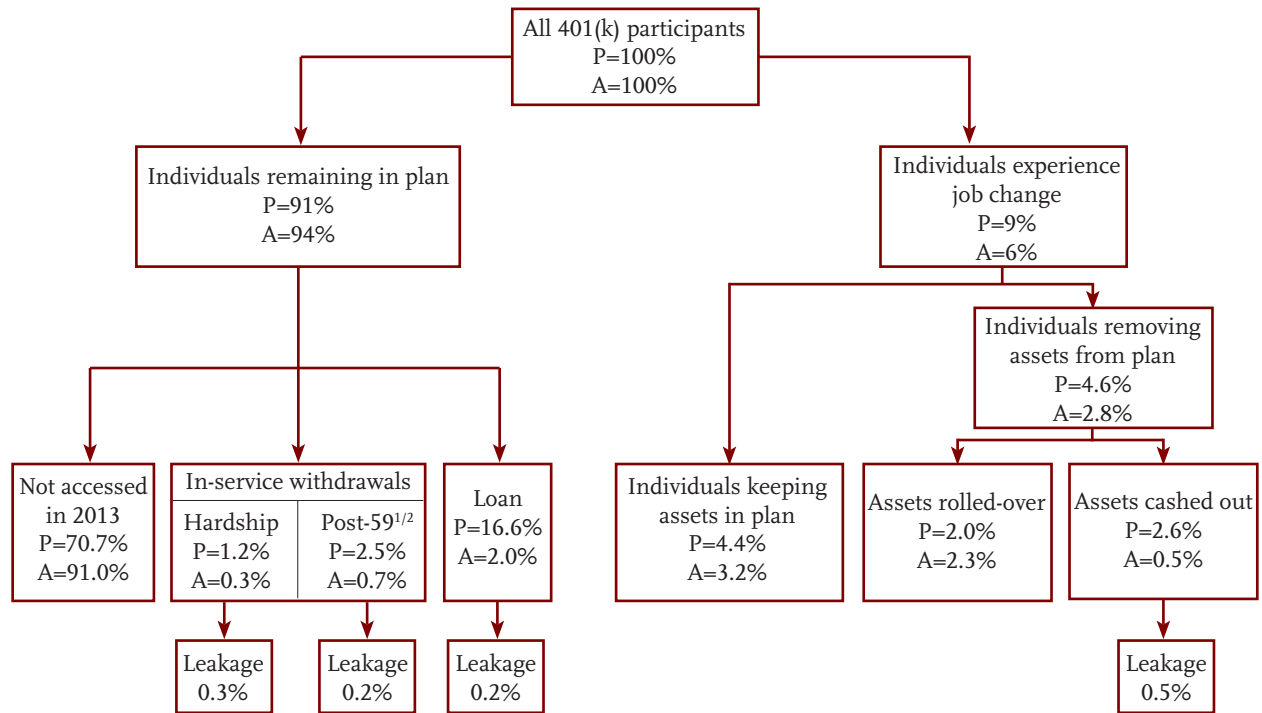 All 401(k) participants
P=100%
A=100%
Individuals remaining in plan
P=91%
A=94%
Individuals experience
job change
P=9%
A=6%
Individuals removing
assets from plan
P=4.6%
A=2.8%
Not accessed
in 2013
P=70.7%
A=91.0%
In-service withdrawals
Hardship
P=1.2%
A=0.3%
Post-59 1/2
P=2.5%
A=0.7%
Loan
P=16.6%
A=2.0%
Individuals keeping
assets in plan
P=4.4%
A=3.2%
Assets rolled-over
P=2.0%
A=2.3%
Assets cashed out
P=2.6%
A=0.5%
Leakage
0.3%
Leakage
0.2%
Leakage
0.2%
Leakage
0.5%